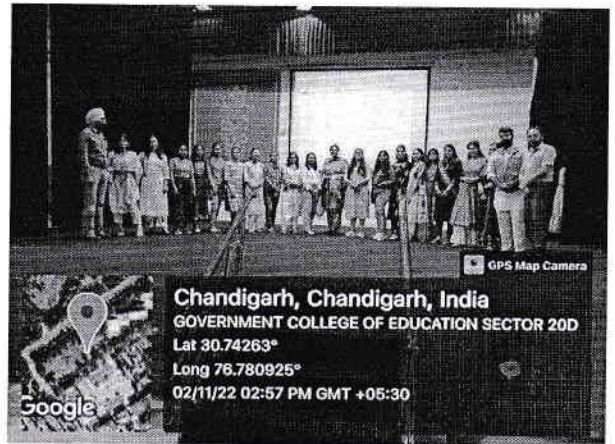 GPS Map Camera
Chandigarh, Chandigarh, India
GOVERNMENT COLLEGE OF EDUCATION SECTOR 20D
Lat 30.74263°
Long 76.780925°
02/11/22 02:57 PM GMT +05:30
Google